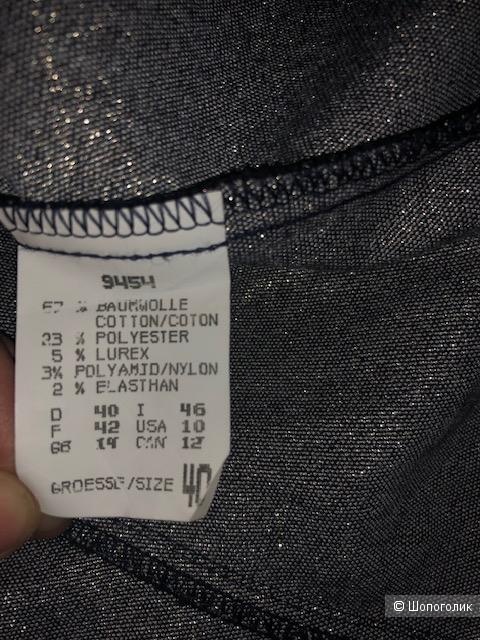 9454
67 % BAUMWOLLE
COTTON/COTON
23 % POLYESTER
5 % LUREX
3% POLYAMID/NYLON
2 % ELASTHAN
D 40 I 46
F 42 USA 10
GB 14 CAN 12
GROESSE/SIZE 40
© Шопоголик